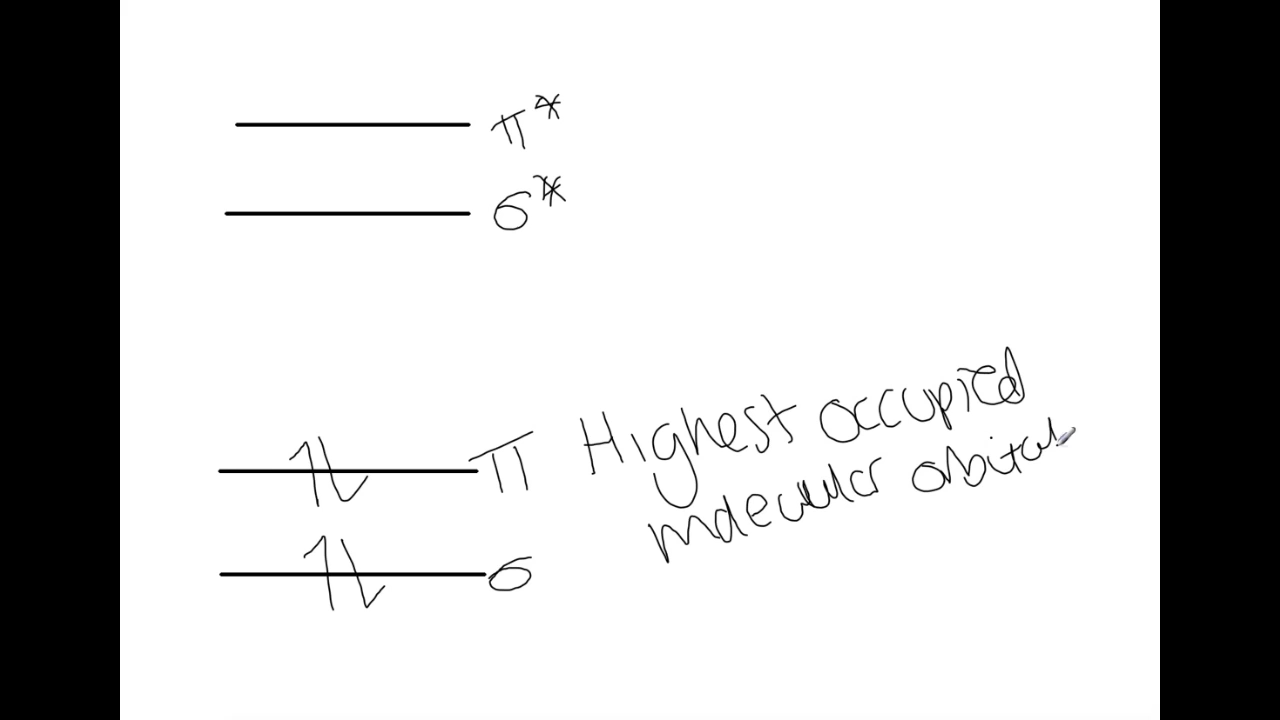 π*
σ*
π Highest occupied
molecular orbital
σ